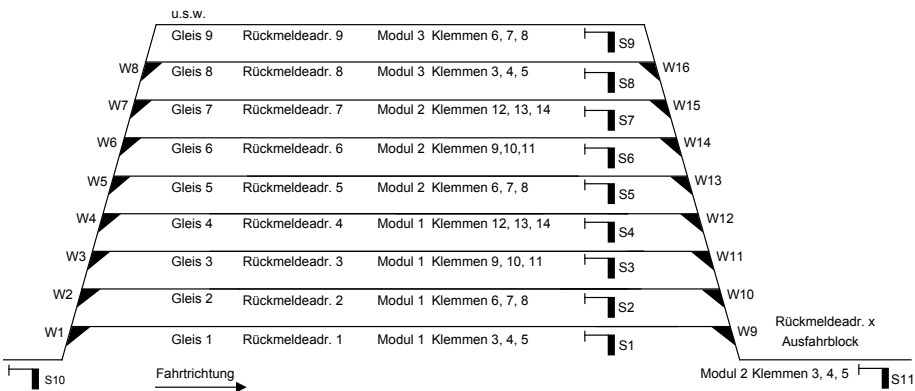 u.s.w.
Gleis 9 Rückmeldeadr. 9 Modul 3 Klemmen 6, 7, 8 S9
W8 Gleis 8 Rückmeldeadr. 8 Modul 3 Klemmen 3, 4, 5 S8 W16
W7 Gleis 7 Rückmeldeadr. 7 Modul 2 Klemmen 12, 13, 14 S7 W15
W6 Gleis 6 Rückmeldeadr. 6 Modul 2 Klemmen 9,10,11 S6 W14
W5 Gleis 5 Rückmeldeadr. 5 Modul 2 Klemmen 6, 7, 8 S5 W13
W4 Gleis 4 Rückmeldeadr. 4 Modul 1 Klemmen 12, 13, 14 S4 W12
W3 Gleis 3 Rückmeldeadr. 3 Modul 1 Klemmen 9, 10, 11 S3 W11
W2 Gleis 2 Rückmeldeadr. 2 Modul 1 Klemmen 6, 7, 8 S2 W10
W1 Gleis 1 Rückmeldeadr. 1 Modul 1 Klemmen 3, 4, 5 S1 W9
Rückmeldeadr. x
Ausfahrblock
S10 Fahrtrichtung Modul 2 Klemmen 3, 4, 5 S11